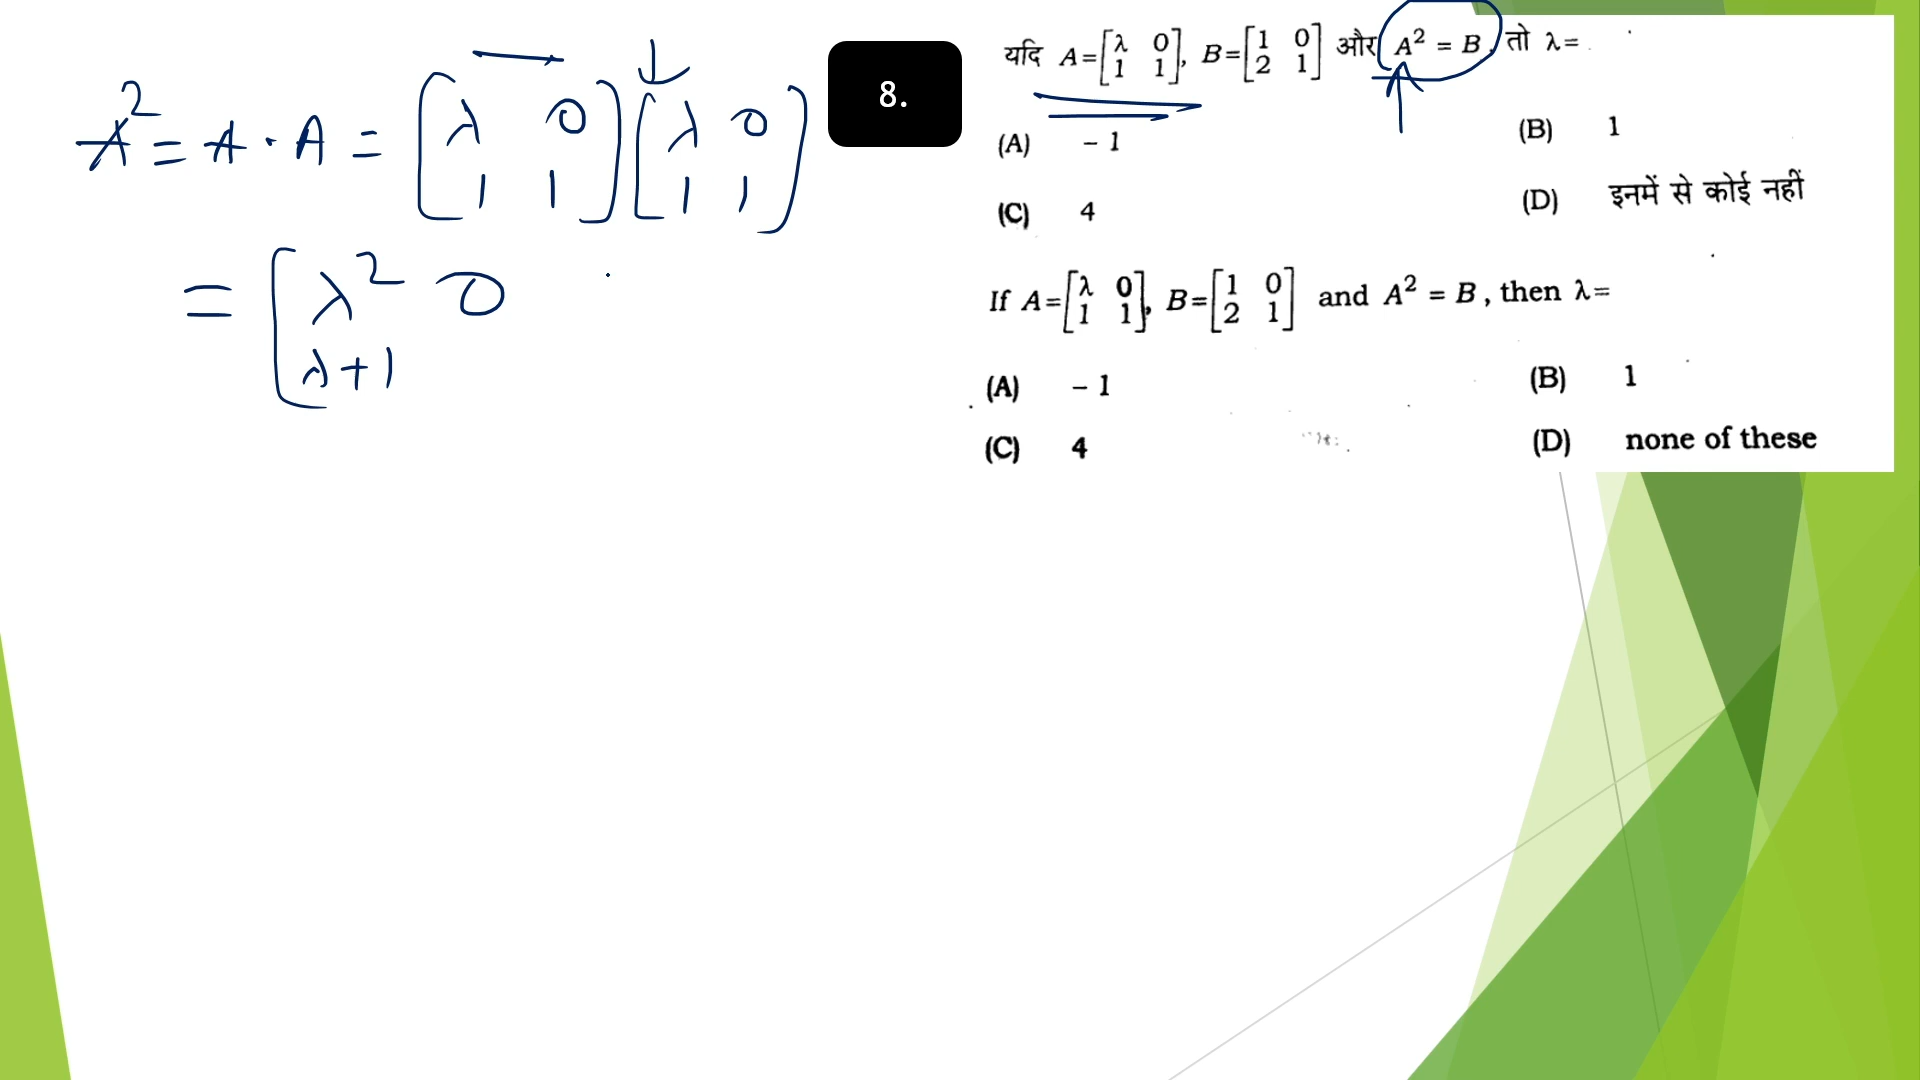 A² = A · A = [λ 0 1 1] [λ 0 1 1]
= [λ² 0
λ+1
8.
यदि A=[λ 0 1 1], B=[1 0 2 1] और A² = B, तो λ=
(A) – 1 (B) 1
(C) 4 (D) इनमें से कोई नहीं
If A=[λ 0 1 1], B=[1 0 2 1] and A² = B, then λ=
(A) – 1 (B) 1
(C) 4 (D) none of these